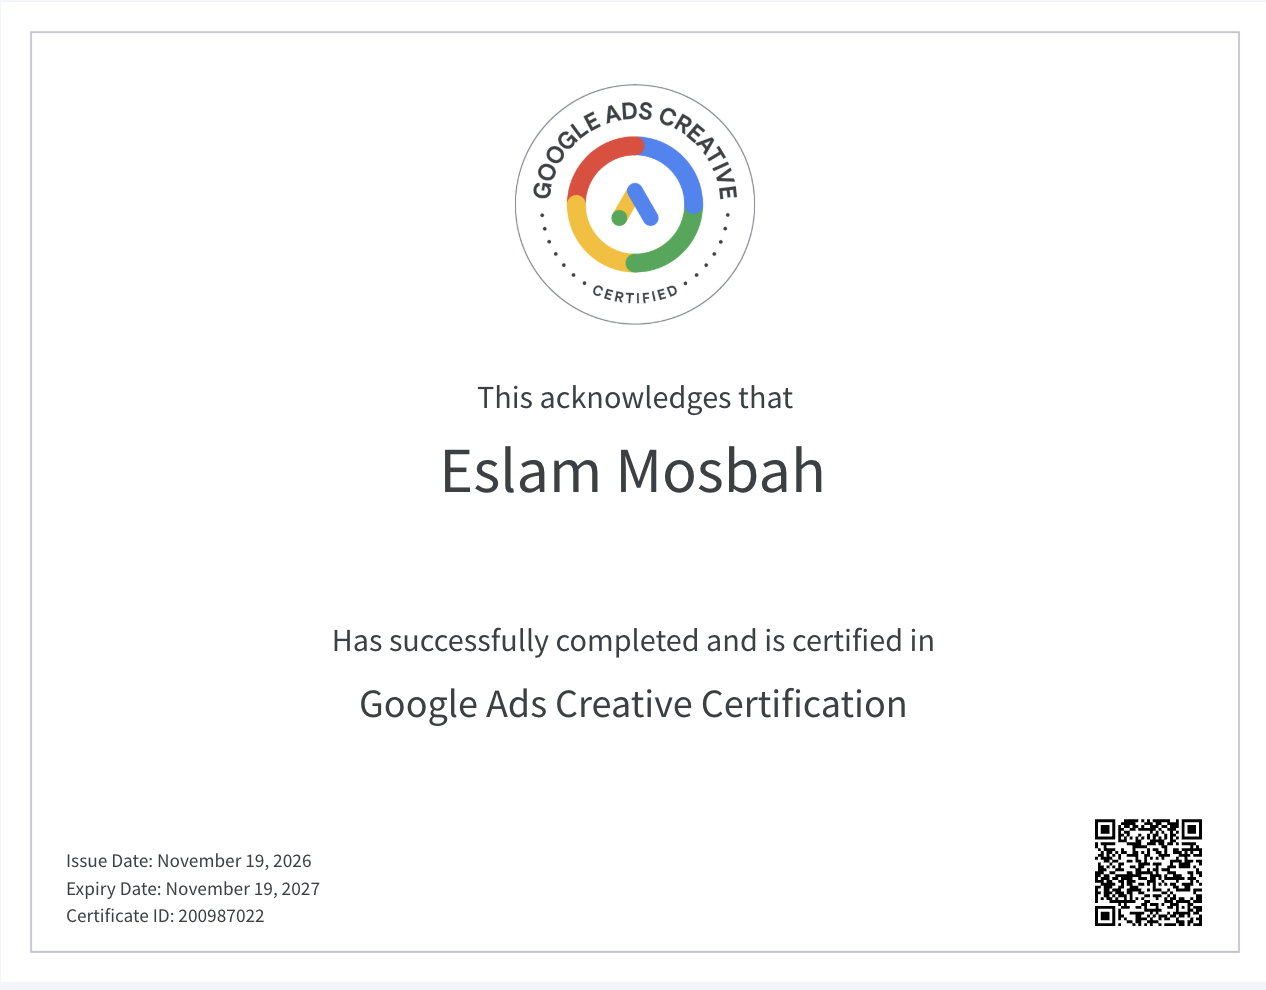 GOOGLE ADS CREATIVE
CERTIFIED
This acknowledges that
Eslam Mosbah
Has successfully completed and is certified in
Google Ads Creative Certification
Issue Date: November 19, 2026
Expiry Date: November 19, 2027
Certificate ID: 200987022